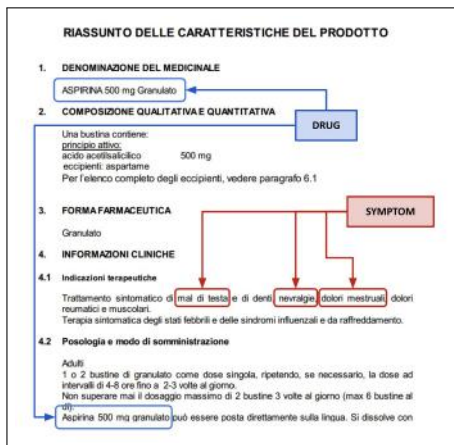 RIASSUNTO DELLE CARATTERISTICHE DEL PRODOTTO
1. DENOMINAZIONE DEL MEDICINALE
ASPIRINA 500 mg Granulato
2. COMPOSIZIONE QUALITATIVA E QUANTITATIVA
DRUG
Una bustina contiene:
principio attivo:
acido acetilsalicilico 500 mg
eccipienti: aspartame
Per l'elenco completo degli eccipienti, vedere paragrafo 6.1
3. FORMA FARMACEUTICA
SYMPTOM
Granulato
4. INFORMAZIONI CLINICHE
4.1 Indicazioni terapeutiche
Trattamento sintomatico di mal di testa e di denti, nevralgie, dolori mestruali, dolori
reumatici e muscolari.
Terapia sintomatica degli stati febbrili e delle sindromi influenzali e da raffreddamento.
4.2 Posologia e modo di somministrazione
Adulti
1 o 2 bustine di granulato come dose singola, ripetendo, se necessario, la dose ad
intervalli di 4-8 ore fino a 2-3 volte al giorno.
Non superare mai il dosaggio massimo di 2 bustine 3 volte al giorno (max 6 bustine al
dì).
Aspirina 500 mg granulato può essere posta direttamente sulla lingua. Si dissolve con